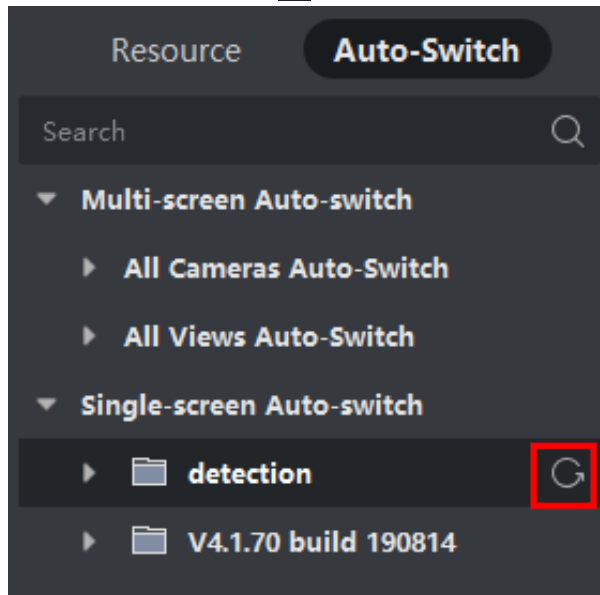 Resource Auto-Switch
Search
Multi-screen Auto-switch
All Cameras Auto-Switch
All Views Auto-Switch
Single-screen Auto-switch
detection
V4.1.70 build 190814